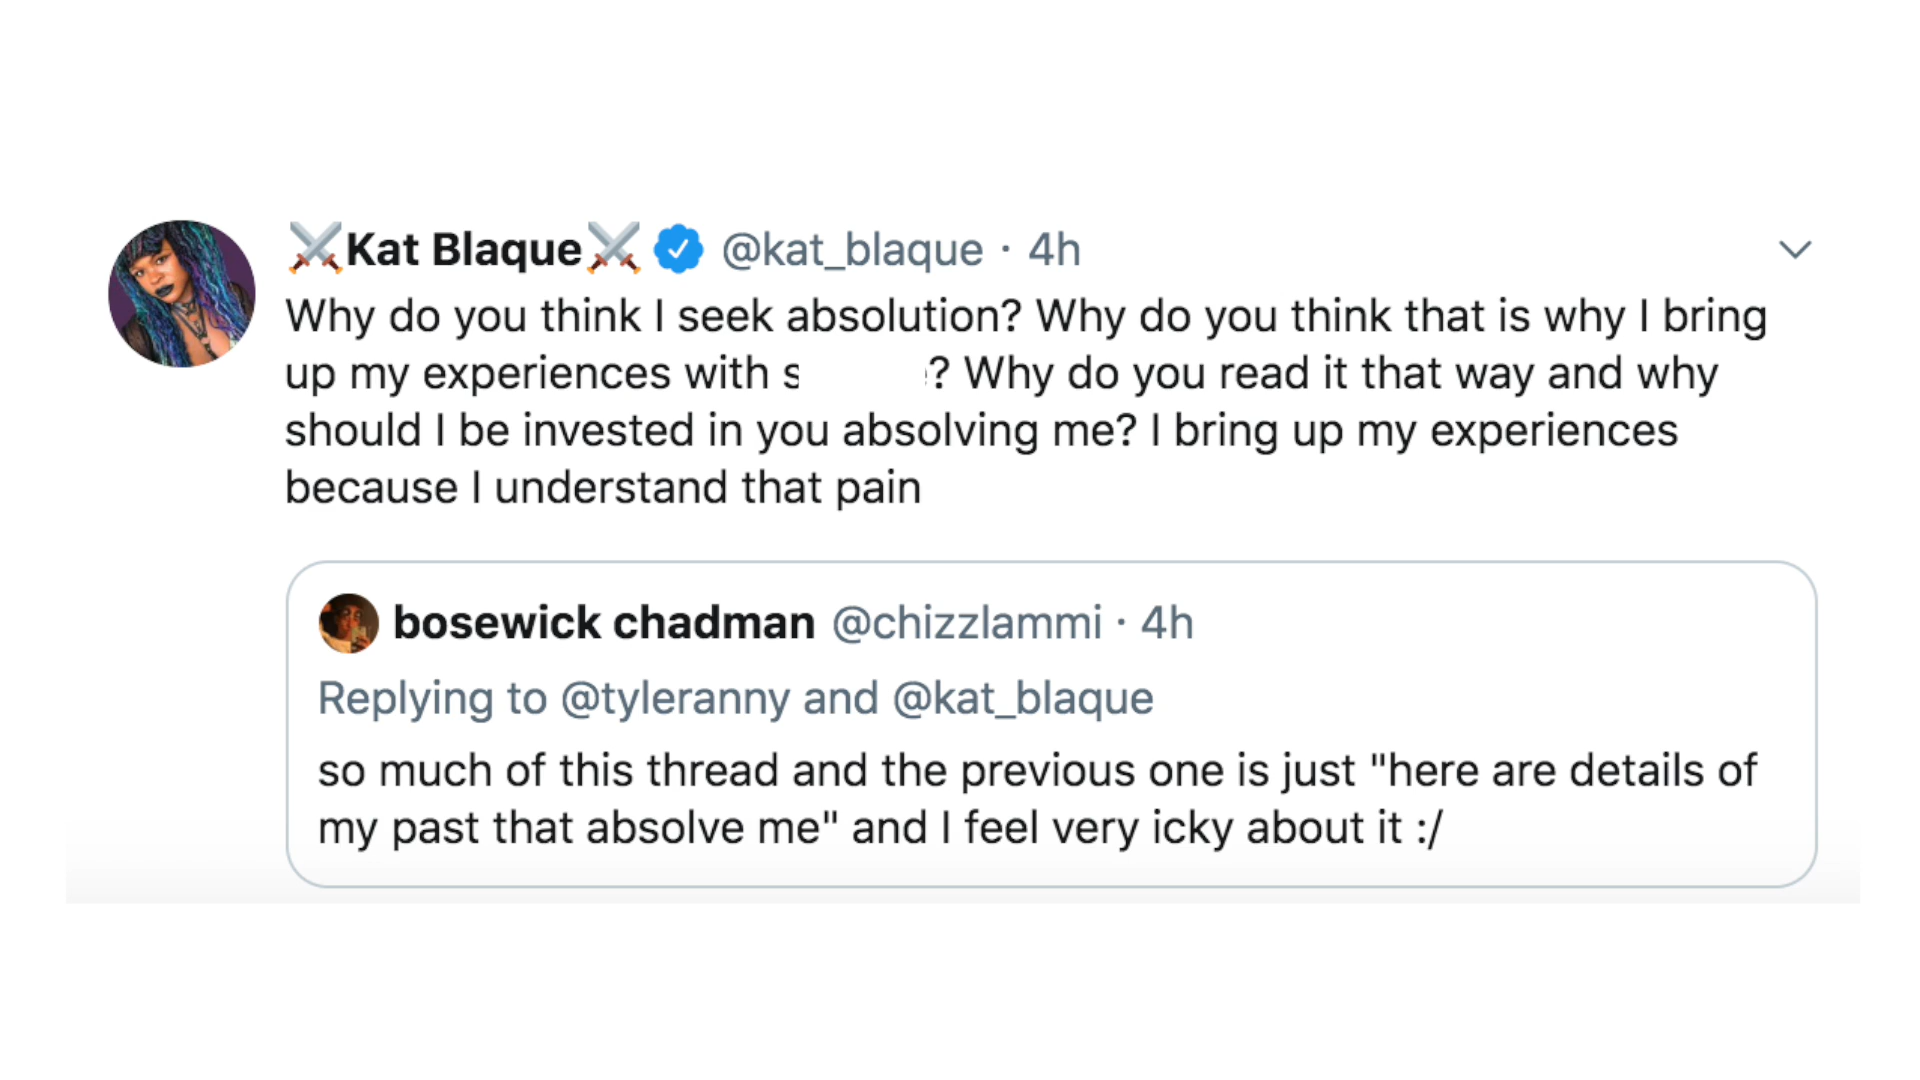 ⚔️Kat Blaque⚔️ @kat_blaque · 4h
Why do you think I seek absolution? Why do you think that is why I bring
up my experiences with s ? Why do you read it that way and why
should I be invested in you absolving me? I bring up my experiences
because I understand that pain
bosewick chadman @chizzlammi · 4h
Replying to @tyleranny and @kat_blaque
so much of this thread and the previous one is just "here are details of
my past that absolve me" and I feel very icky about it :/